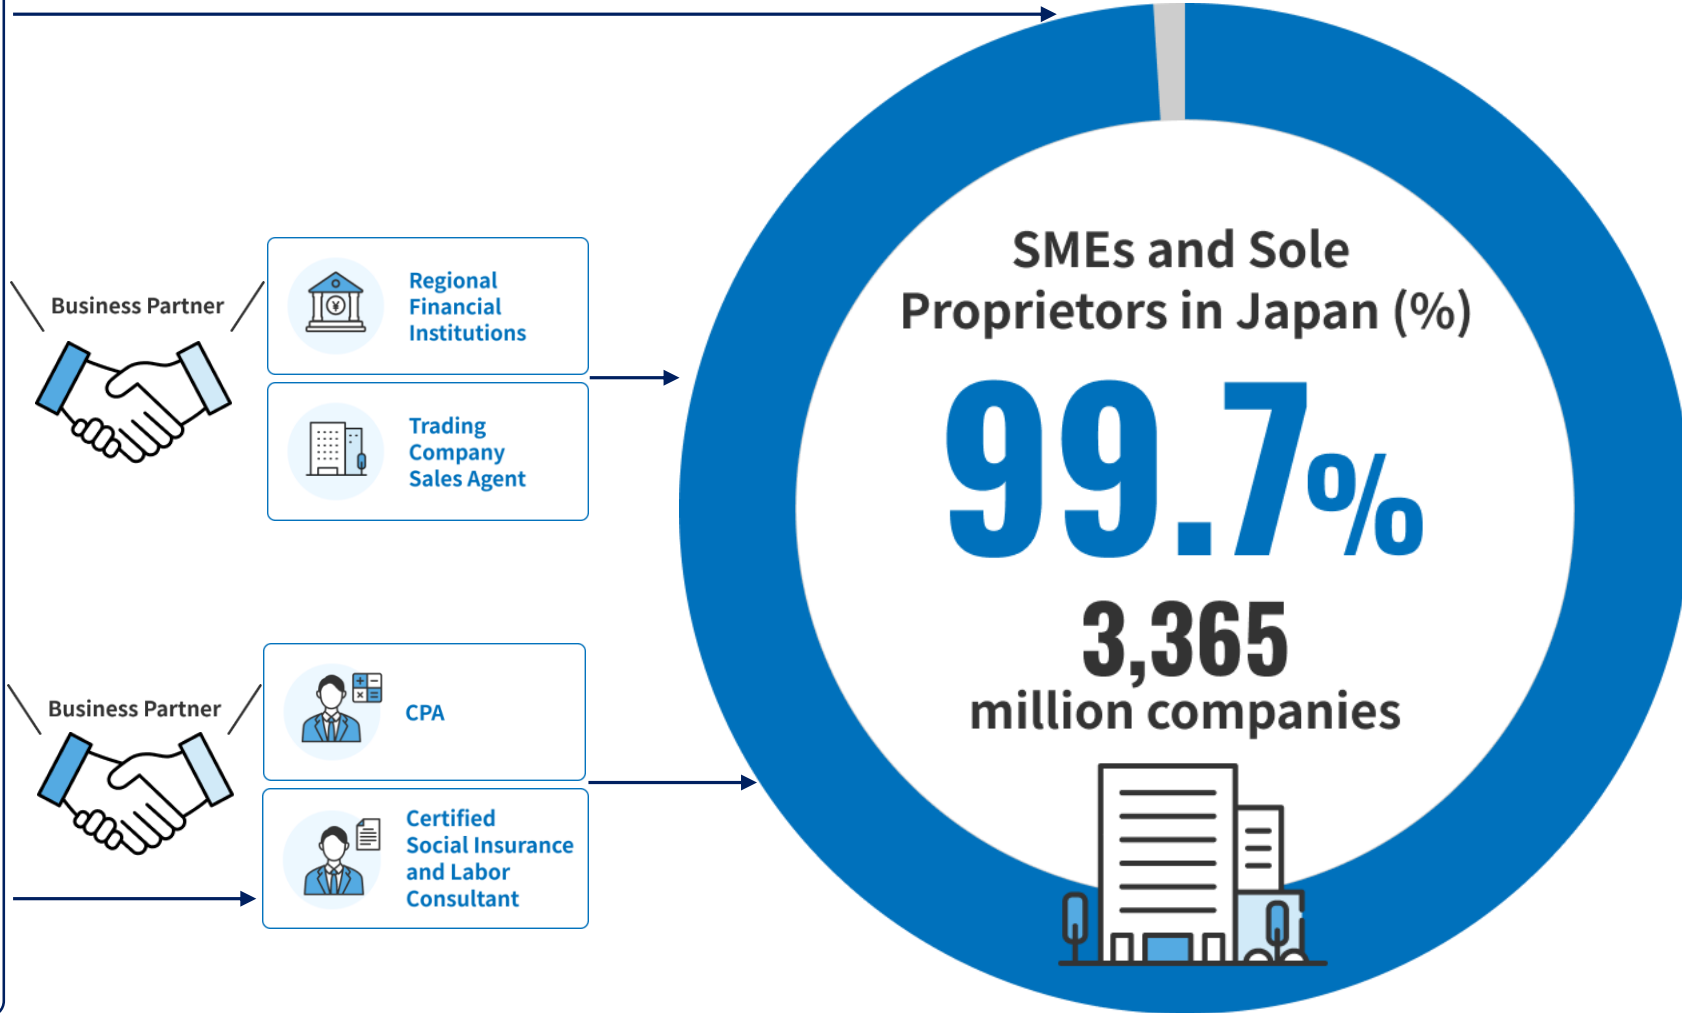 Business Partner
Regional
Financial
Institutions
Trading
Company
Sales Agent
Business Partner
CPA
Certified
Social Insurance
and Labor
Consultant
SMEs and Sole
Proprietors in Japan (%)
99.7%
3,365
million companies